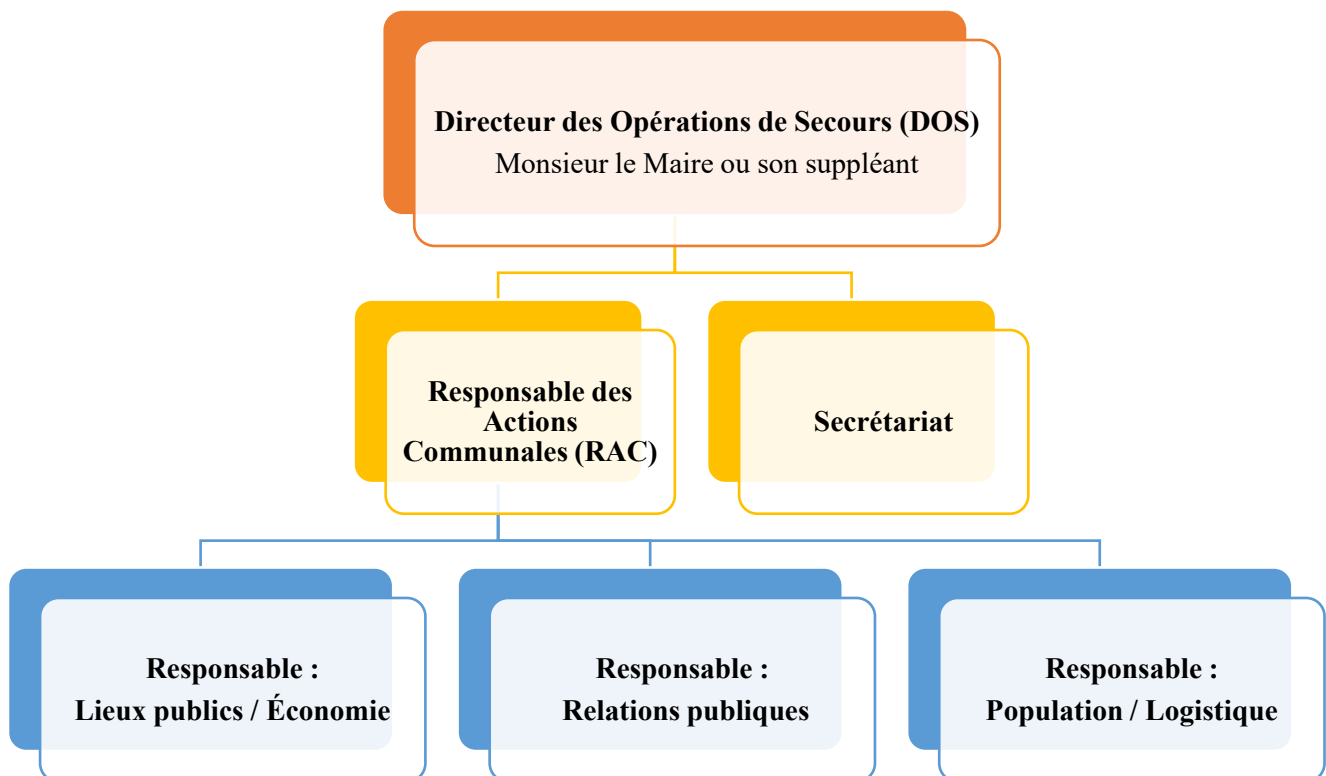 Directeur des Opérations de Secours (DOS)
Monsieur le Maire ou son suppléant
Responsable des
Actions
Communales (RAC)
Secrétariat
Responsable :
Lieux publics / Économie
Responsable :
Relations publiques
Responsable :
Population / Logistique